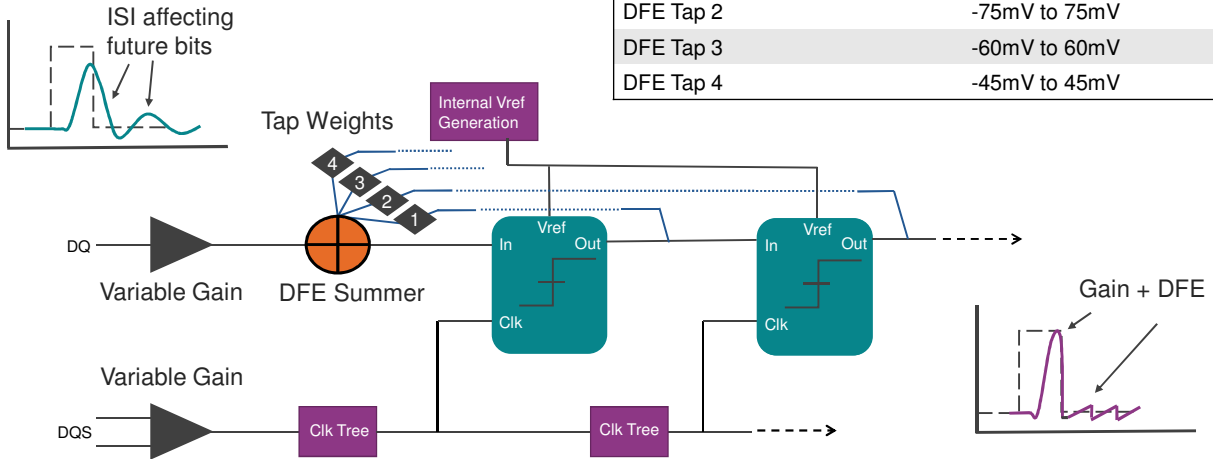 ISI affecting
future bits
DFE Tap 2 -75mV to 75mV
DFE Tap 3 -60mV to 60mV
DFE Tap 4 -45mV to 45mV
Internal Vref
Generation
Tap Weights
4
3
2
1
DQ
Variable Gain
DFE Summer
In
Vref
Out
Clk
In
Vref
Out
Clk
Gain + DFE
Variable Gain
DQS
Clk Tree
Clk Tree